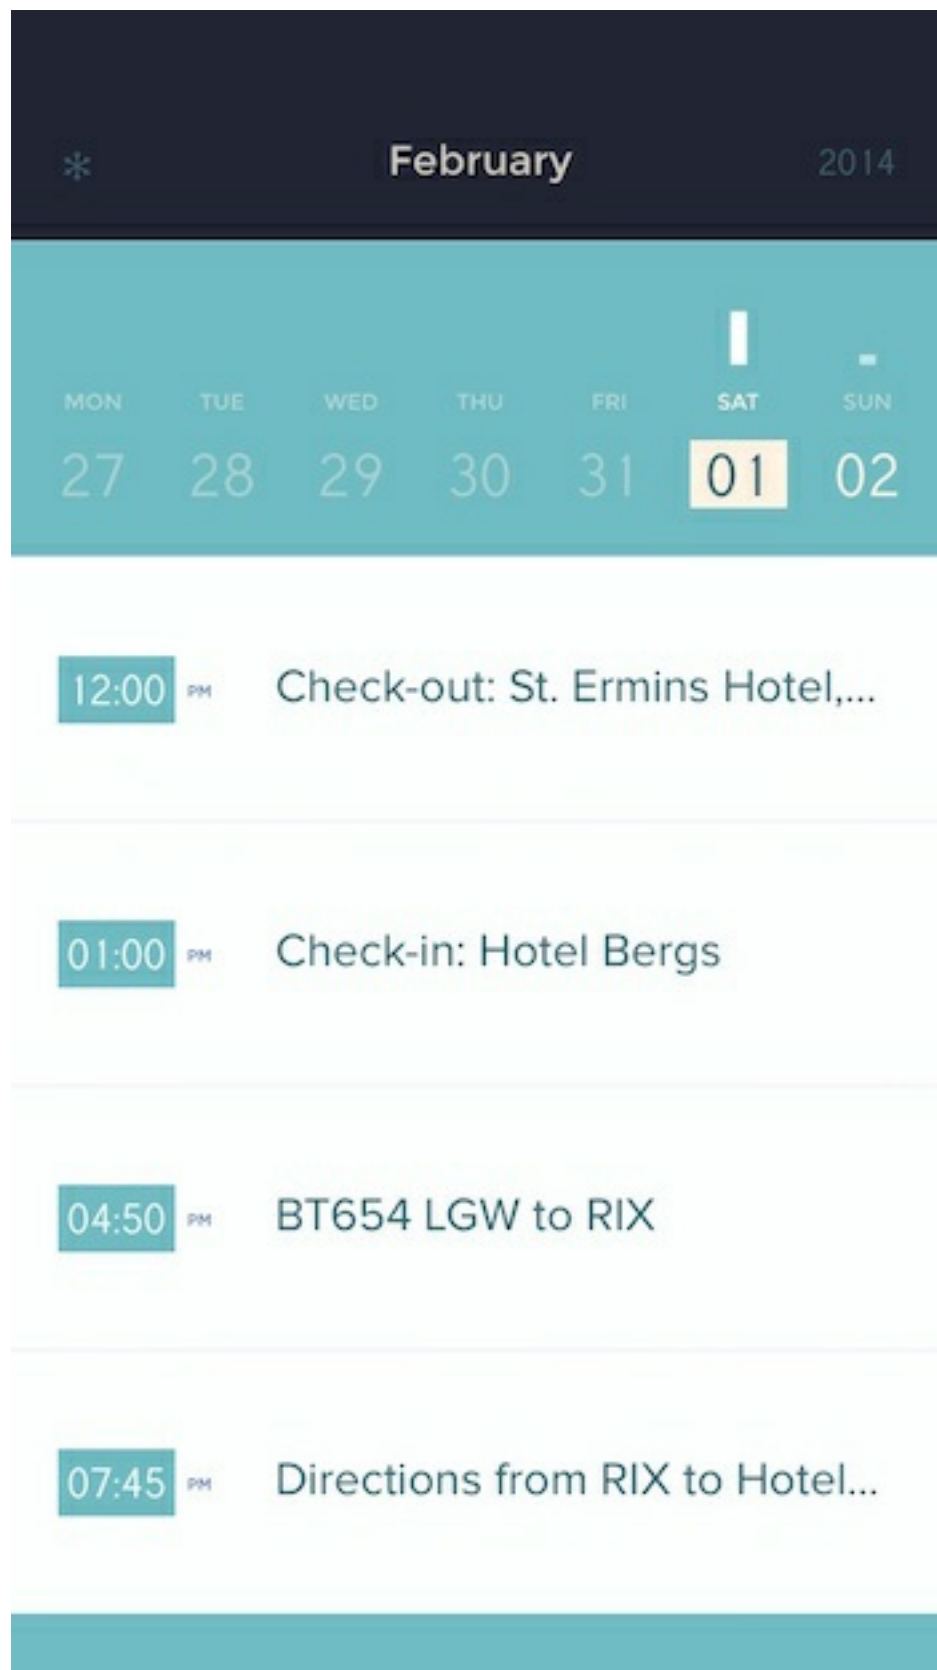 February 2014
MON TUE WED THU FRI SAT SUN
27 28 29 30 31 01 02
12:00 PM Check-out: St. Ermins Hotel,...
01:00 PM Check-in: Hotel Bergs
04:50 PM BT654 LGW to RIX
07:45 PM Directions from RIX to Hotel...